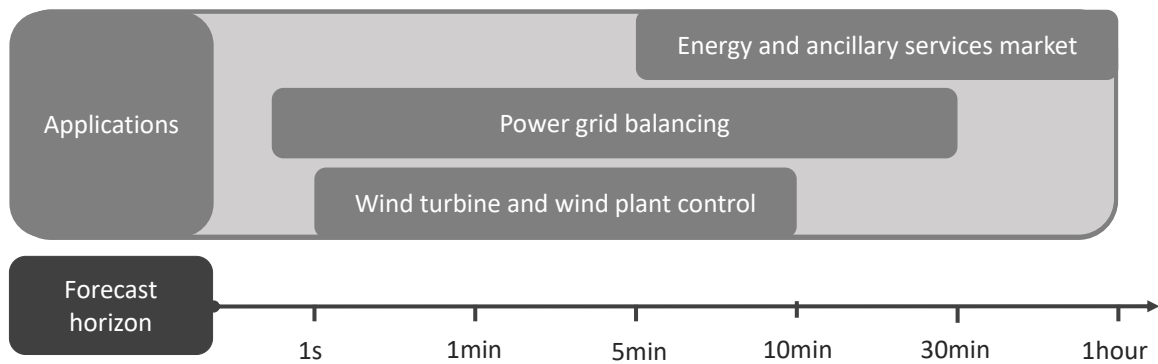 Energy and ancillary services market
Applications
Power grid balancing
Wind turbine and wind plant control
Forecast
horizon
1s
1min
5min
10min
30min
1hour